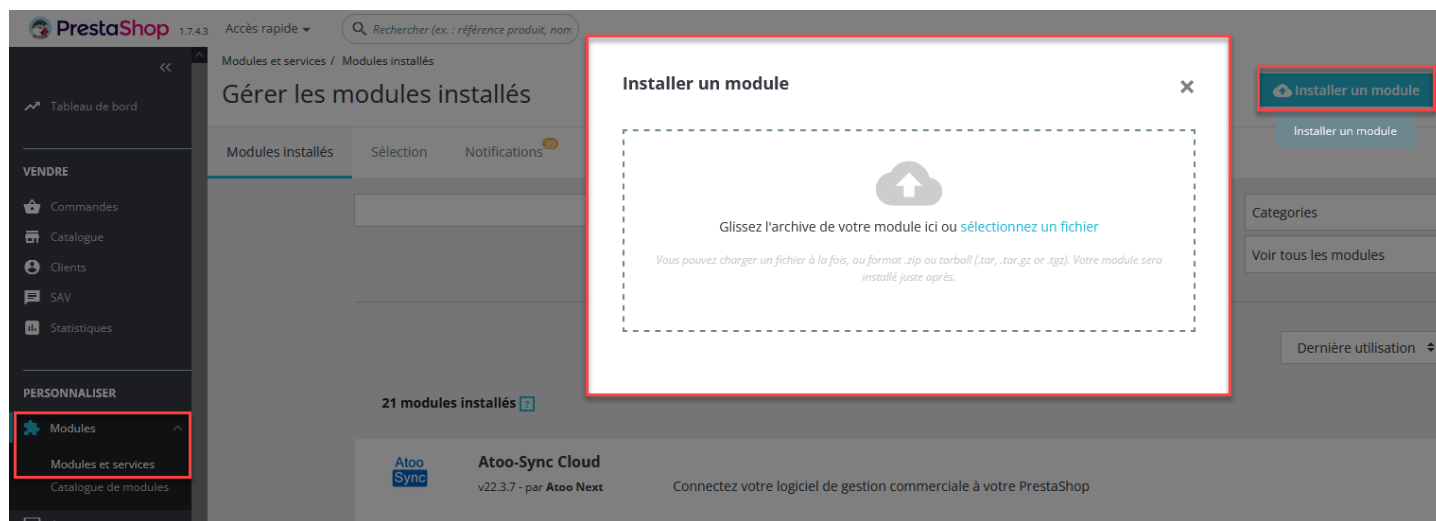 PrestaShop 1.7.4.3 Accès rapide Rechercher (ex. : référence produit, nom
Modules et services / Modules installés
Gérer les modules installés
Installer un module
Installer un module
Installer un module
Tableau de bord
Modules installés Sélection Notifications 39
VENDRE
Commandes
Catalogue
Clients
SAV
Statistiques
Glissez l'archive de votre module ici ou sélectionnez un fichier
Vous pouvez charger un fichier à la fois, au format .zip ou tarball (.tar, .tar.gz or .tgz). Votre module sera
installé juste après.
Categories
Voir tous les modules
Dernière utilisation
PERSONNALISER
Modules
Modules et services
Catalogue de modules
21 modules installés ?
Atoo
Sync
Atoo-Sync Cloud
v22.3.7 - par Atoo Next
Connectez votre logiciel de gestion commerciale à votre PrestaShop